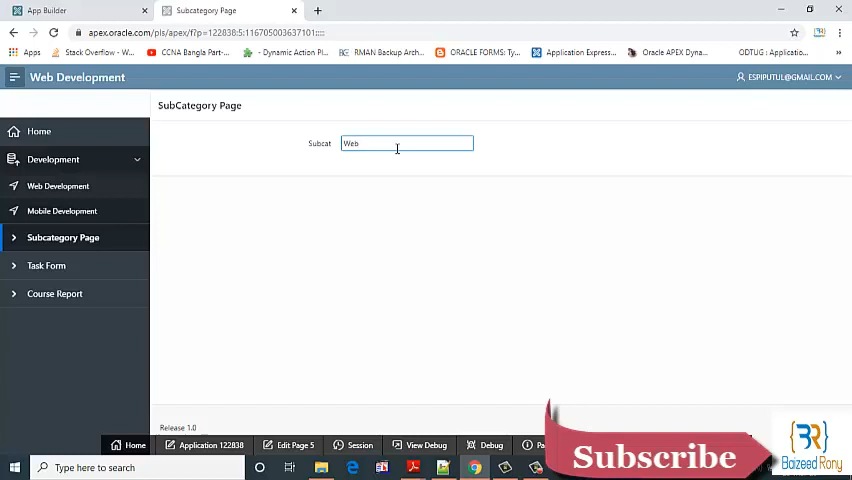 App Builder
Subcategory Page
apex.oracle.com/pls/apex/f?p=122838:5:116705003637101:::::
Apps
Stack Overflow - W...
CCNA Bangla Part-...
- Dynamic Action Pl...
RMAN Backup Arch...
ORACLE FORMS: Ty...
Application Express...
Oracle APEX Dynam...
ODTUG : Applicatio...
Web Development
ESPIPUTUL@GMAIL.COM
SubCategory Page
Home
Subcat
Web
Development
Web Development
Mobile Development
Subcategory Page
Task Form
Course Report
Release 1.0
Home
Application 122838
Edit Page 5
Session
View Debug
Debug
Subscribe
BR
Baizeed Rony
Type here to search